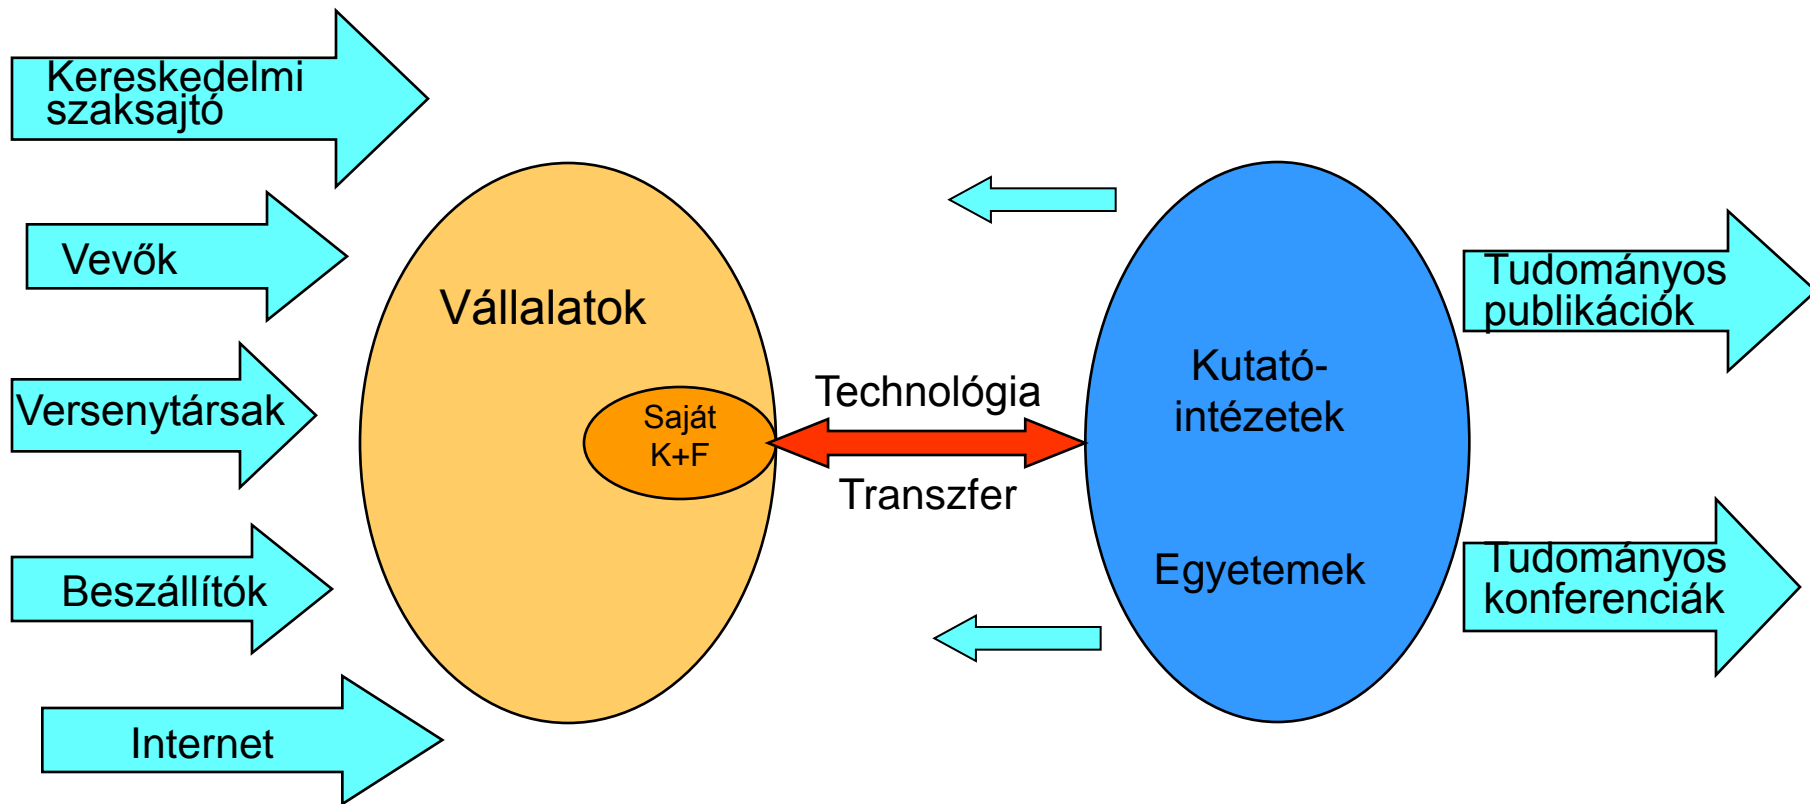 Kereskedelmi
szaksajtó
Vevők
Versenytársak
Beszállítók
Internet
Vállalatok
Saját
K+F
Technológia
Transzfer
Kutató-
intézetek
Egyetemek
Tudományos
publikációk
Tudományos
konferenciák